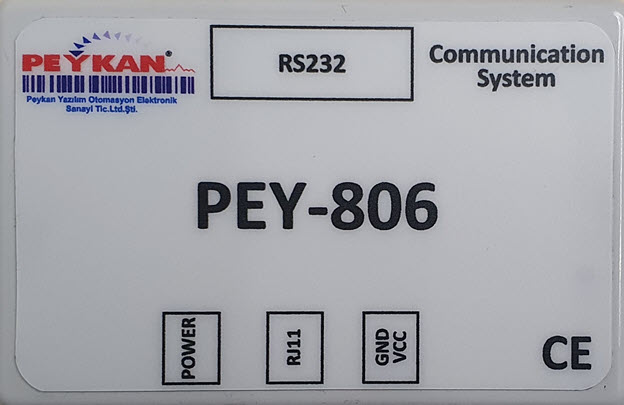 PEYKAN®
Peykan Yazılım Otomasyon Elektronik
Sanayi Tic.Ltd.Şti.
RS232
Communication
System
PEY-806
POWER
RJ11
GND
VCC
CE